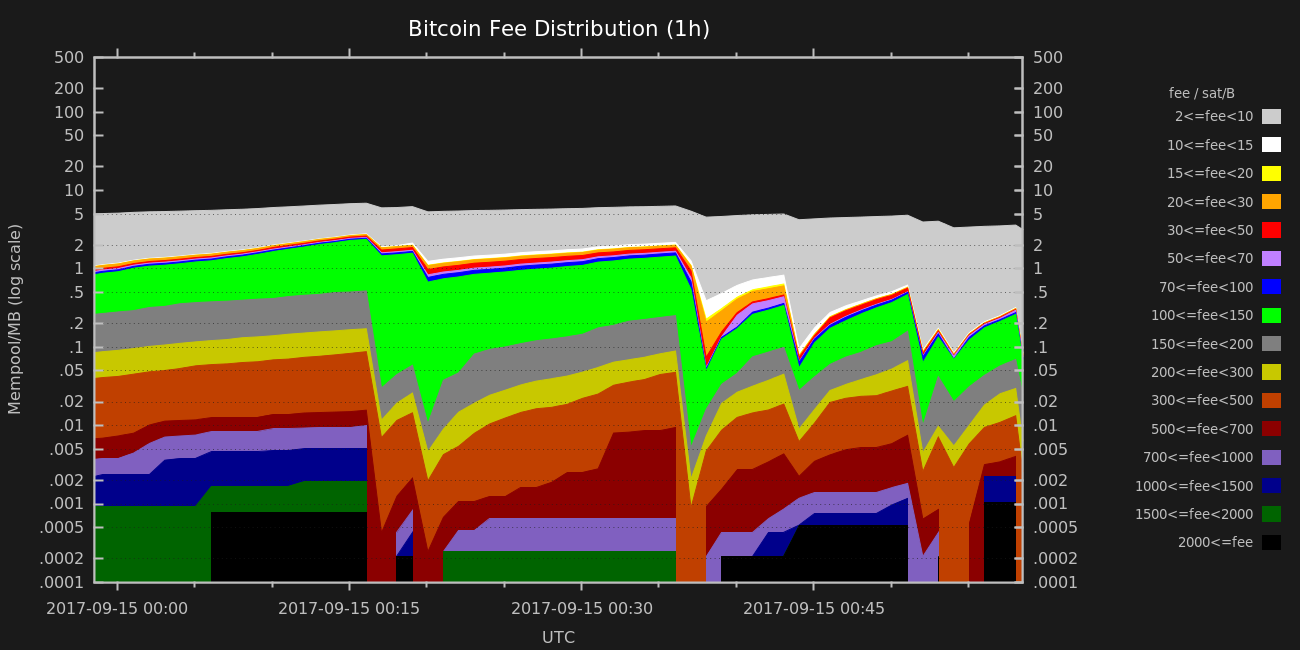 Bitcoin Fee Distribution (1h)
Mempool/MB (log scale)
500
200
100
50
20
10
5
2
1
.5
.2
.1
.05
.02
.01
.005
.002
.001
.0005
.0002
.0001
500
200
100
50
20
10
5
2
1
.5
.2
.1
.05
.02
.01
.005
.002
.001
.0005
.0002
.0001
2017-09-15 00:00
2017-09-15 00:15
2017-09-15 00:30
2017-09-15 00:45
UTC
fee / sat/B
2<=fee<10
10<=fee<15
15<=fee<20
20<=fee<30
30<=fee<50
50<=fee<70
70<=fee<100
100<=fee<150
150<=fee<200
200<=fee<300
300<=fee<500
500<=fee<700
700<=fee<1000
1000<=fee<1500
1500<=fee<2000
2000<=fee